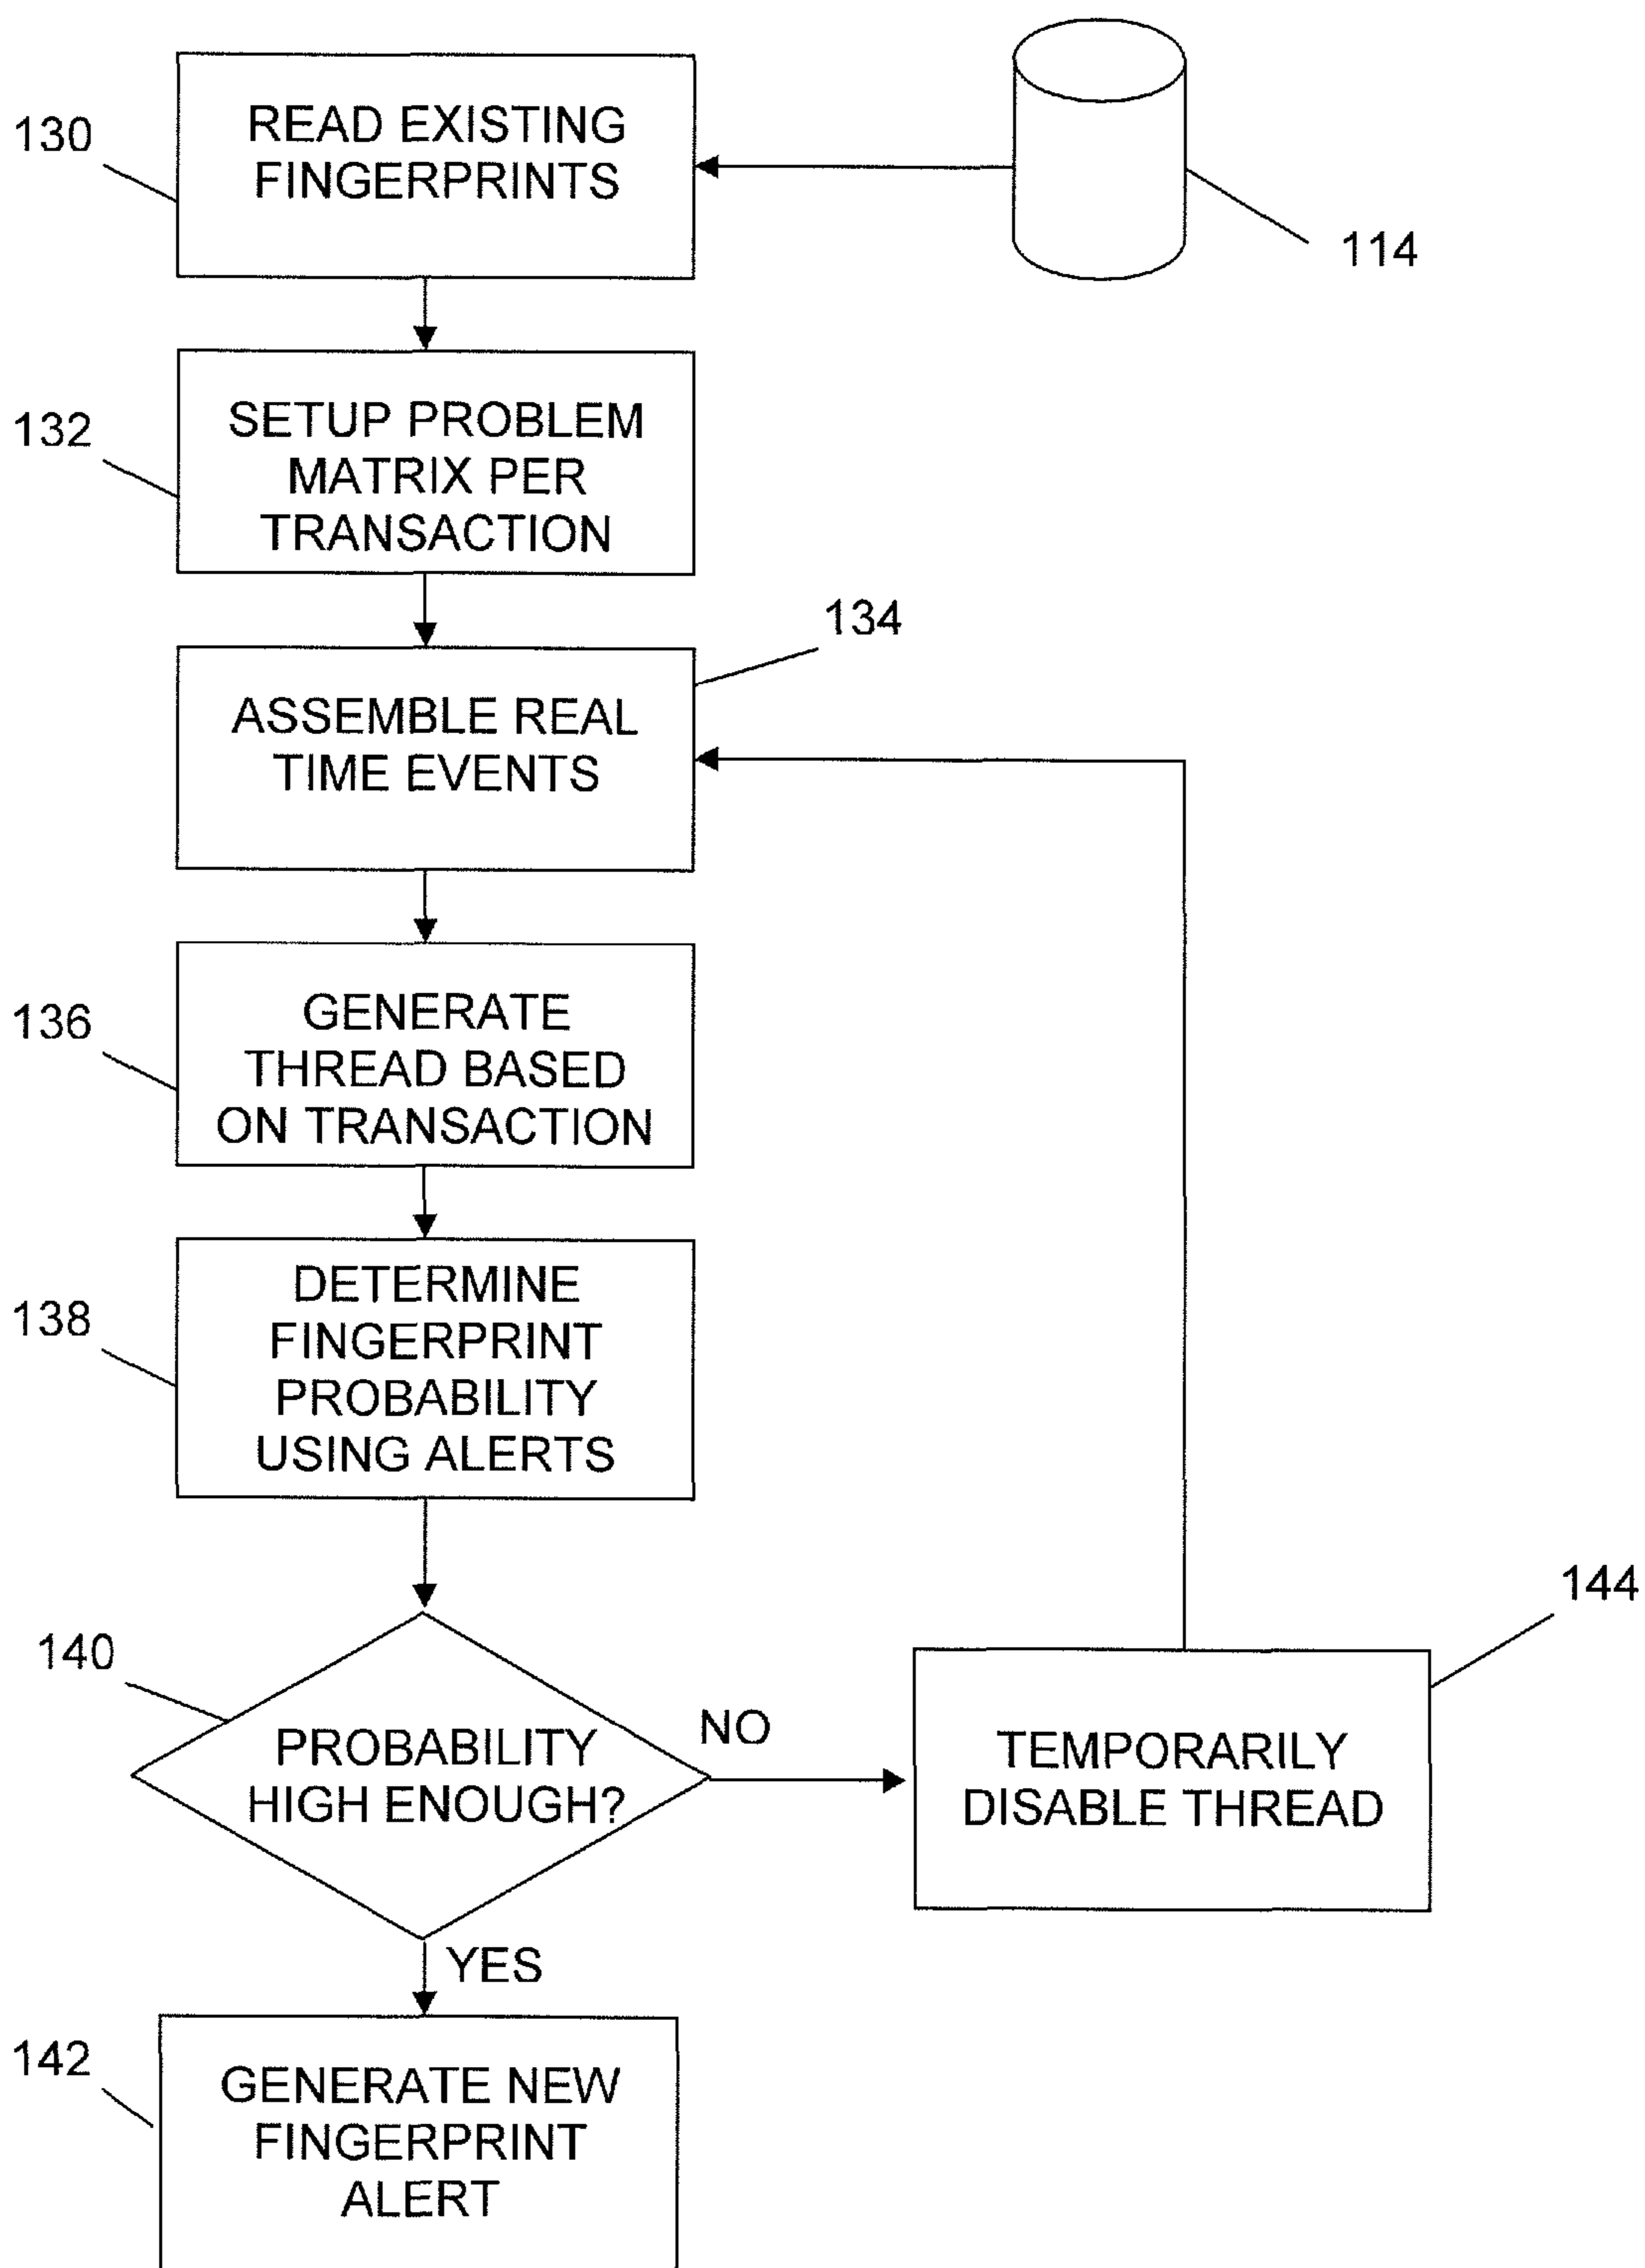 130
READ EXISTING
FINGERPRINTS
114
132
SETUP PROBLEM
MATRIX PER
TRANSACTION
134
ASSEMBLE REAL
TIME EVENTS
136
GENERATE
THREAD BASED
ON TRANSACTION
138
DETERMINE
FINGERPRINT
PROBABILITY
USING ALERTS
140
PROBABILITY
HIGH ENOUGH?
NO
144
TEMPORARILY
DISABLE THREAD
YES
142
GENERATE NEW
FINGERPRINT
ALERT